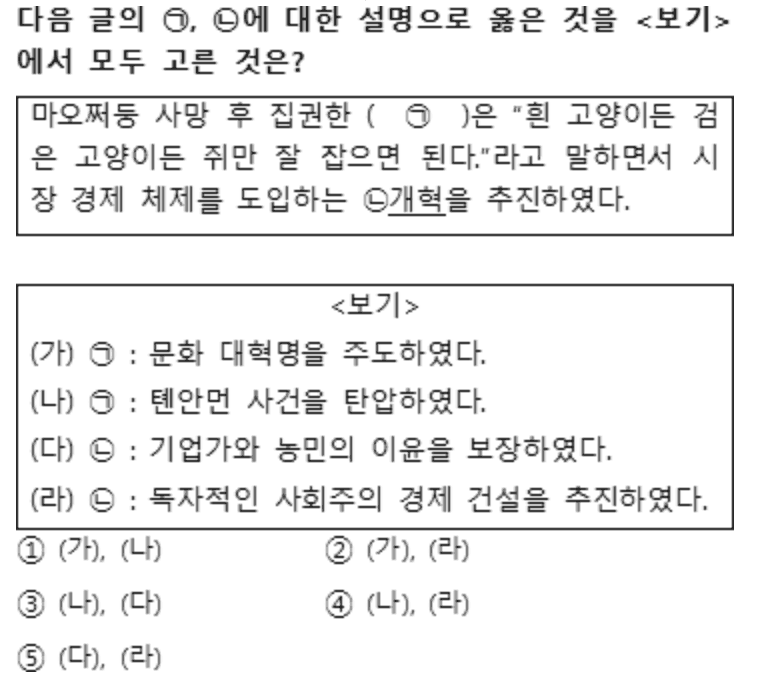 다음 글의 ㉠, ㉡에 대한 설명으로 옳은 것을 <보기>
에서 모두 고른 것은?
마오쩌둥 사망 후 집권한 ( ㉠ )은 “흰 고양이든 검
은 고양이든 쥐만 잘 잡으면 된다.”라고 말하면서 시
장 경제 체제를 도입하는 ㉡개혁을 추진하였다.
<보기>
(가) ㉠ : 문화 대혁명을 주도하였다.
(나) ㉠ : 톈안먼 사건을 탄압하였다.
(다) ㉡ : 기업가와 농민의 이윤을 보장하였다.
(라) ㉡ : 독자적인 사회주의 경제 건설을 추진하였다.
① (가), (나) ② (가), (라)
③ (나), (다) ④ (나), (라)
⑤ (다), (라)